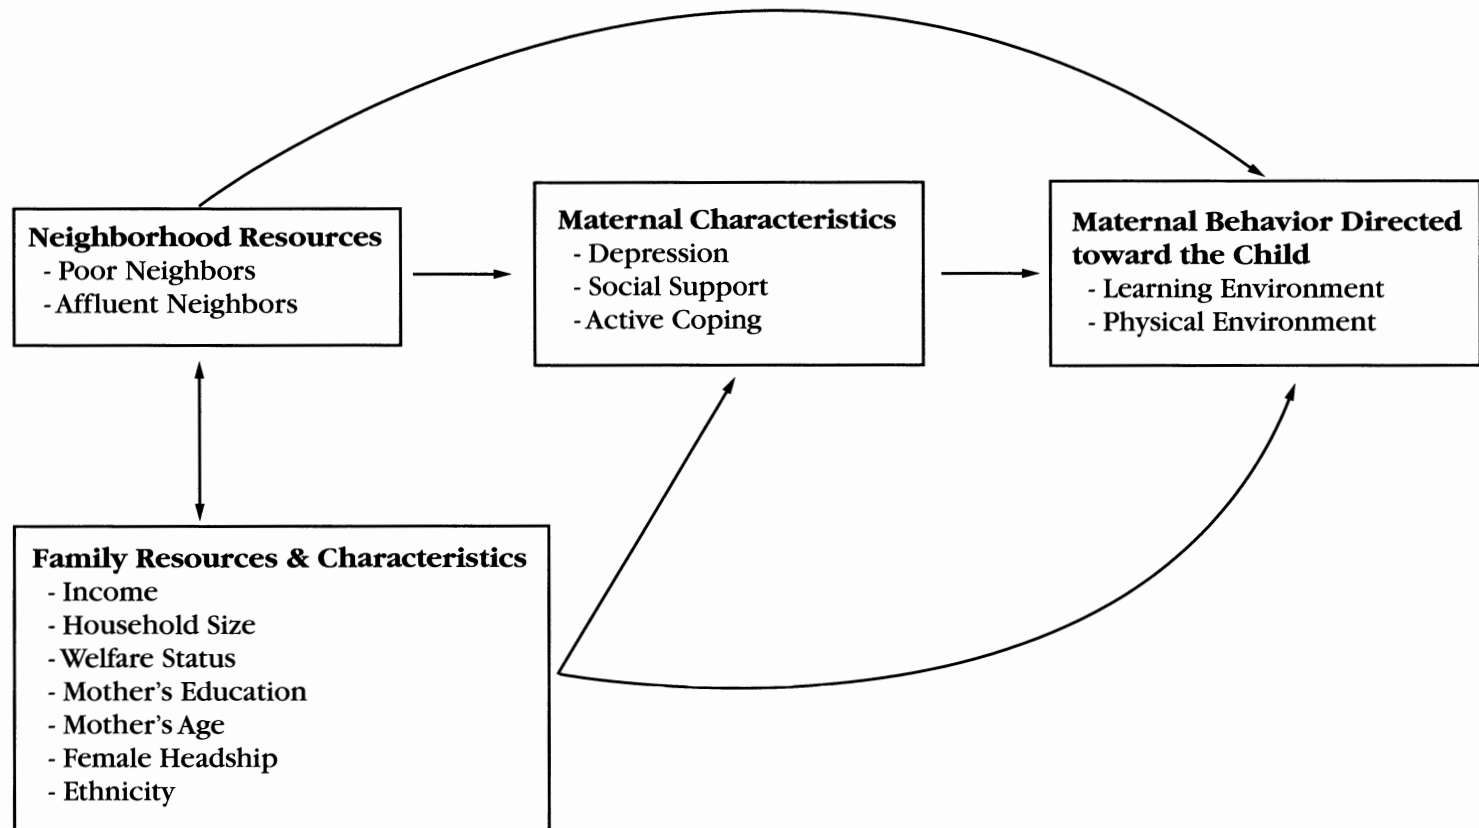 Neighborhood Resources
- Poor Neighbors
- Affluent Neighbors
Maternal Characteristics
- Depression
- Social Support
- Active Coping
Maternal Behavior Directed
toward the Child
- Learning Environment
- Physical Environment
Family Resources & Characteristics
- Income
- Household Size
- Welfare Status
- Mother's Education
- Mother's Age
- Female Headship
- Ethnicity